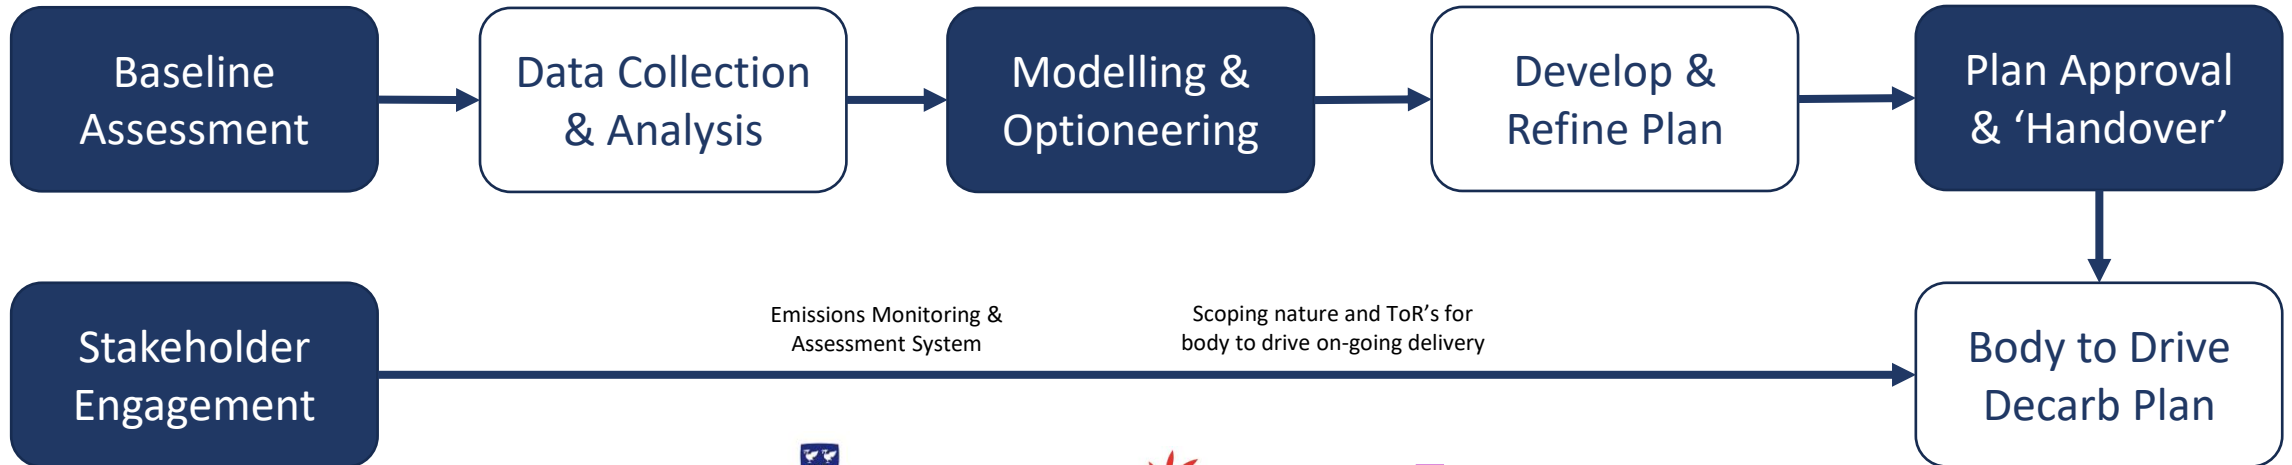 Baseline
Assessment
Data Collection
& Analysis
Modelling &
Optioneering
Develop &
Refine Plan
Plan Approval
& ‘Handover’
Stakeholder
Engagement
Emissions Monitoring &
Assessment System
Scoping nature and ToR’s for
body to drive on-going delivery
Body to Drive
Decarb Plan